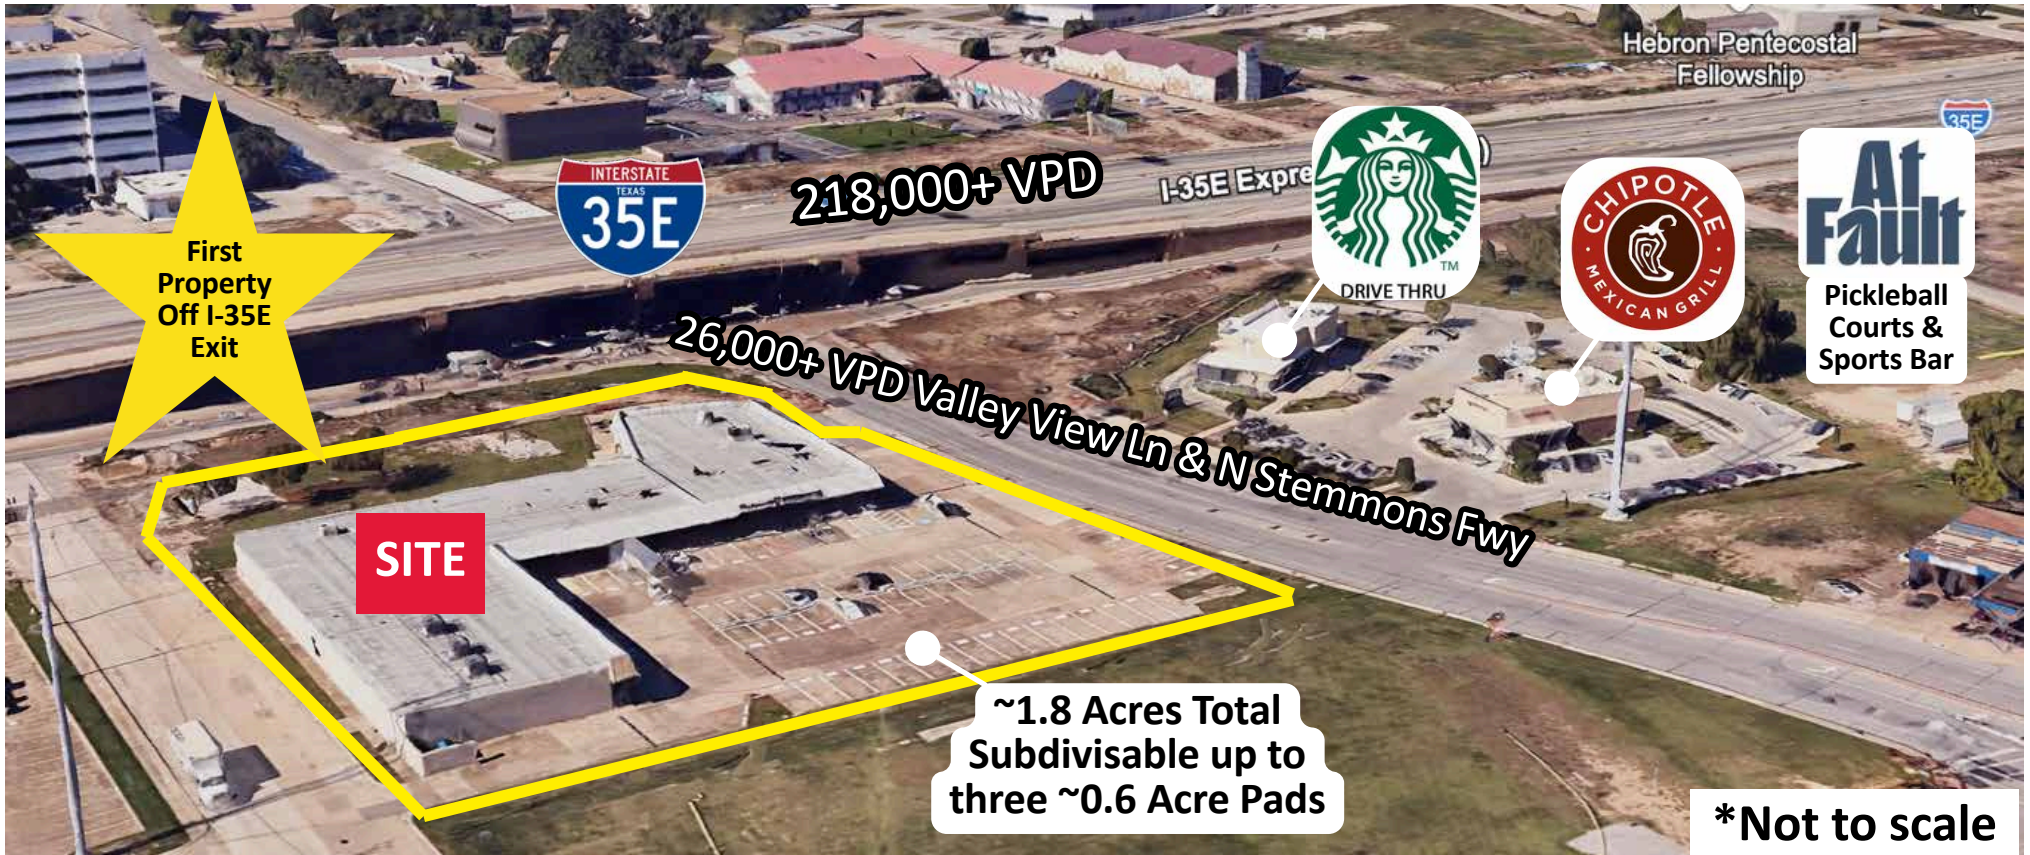 Hebron Pentecostal
Fellowship
35E
First
Property
Off I-35E
Exit
INTERSTATE
TEXAS
35E
218,000+ VPD
I-35E Expre
)
TM
DRIVE THRU
CHIPOTLE
MEXICAN GRILL
At
Fault
Pickleball
Courts &
Sports Bar
26,000+ VPD Valley View Ln & N Stemmons Fwy
SITE
~1.8 Acres Total
Subdivisable up to
three ~0.6 Acre Pads
*Not to scale